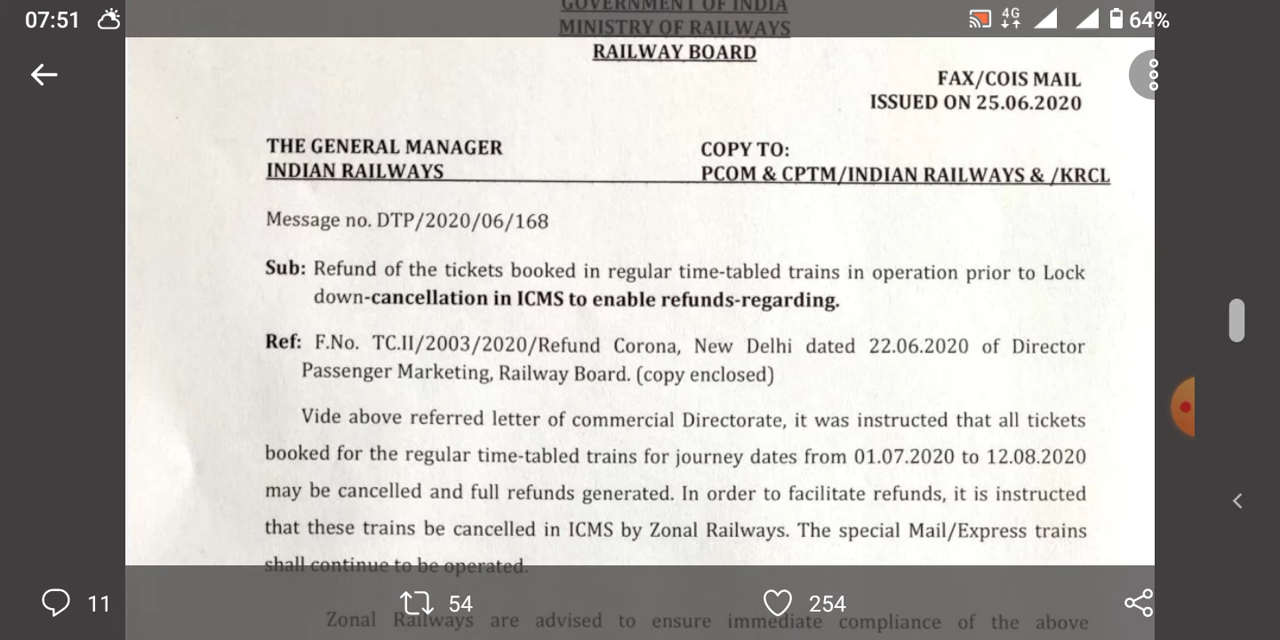 07:51
4G
64%
GOVERNMENT OF INDIA
MINISTRY OF RAILWAYS
RAILWAY BOARD
FAX/COIS MAIL
ISSUED ON 25.06.2020
THE GENERAL MANAGER
INDIAN RAILWAYS
COPY TO:
PCOM & CPTM/INDIAN RAILWAYS & /KRCL
Message no. DTP/2020/06/168
Sub: Refund of the tickets booked in regular time-tabled trains in operation prior to Lock
down-cancellation in ICMS to enable refunds-regarding.
Ref: F.No. TC.II/2003/2020/Refund Corona, New Delhi dated 22.06.2020 of Director
Passenger Marketing, Railway Board. (copy enclosed)
Vide above referred letter of commercial Directorate, it was instructed that all tickets
booked for the regular time-tabled trains for journey dates from 01.07.2020 to 12.08.2020
may be cancelled and full refunds generated. In order to facilitate refunds, it is instructed
that these trains be cancelled in ICMS by Zonal Railways. The special Mail/Express trains
shall continue to be operated.
11
54
254
Zonal Railways are advised to ensure immediate compliance of the above